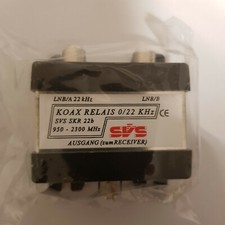 LNB/A 22 kHz LNB/B
KOAX RELAIS 0/22 KHz
SVS SKR 22b CE
950 - 2300 MHz SVS
AUSGANG (zum RECEIVER)